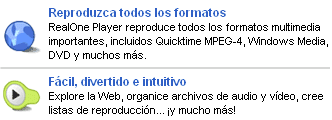 Reproduzca todos los formatos
RealOne Player reproduce todos los formatos multimedia
importantes, incluidos Quicktime MPEG-4, Windows Media,
DVD y muchos más.
Fácil, divertido e intuitivo
Explore la Web, organice archivos de audio y vídeo, cree
listas de reproducción... ¡y mucho más!